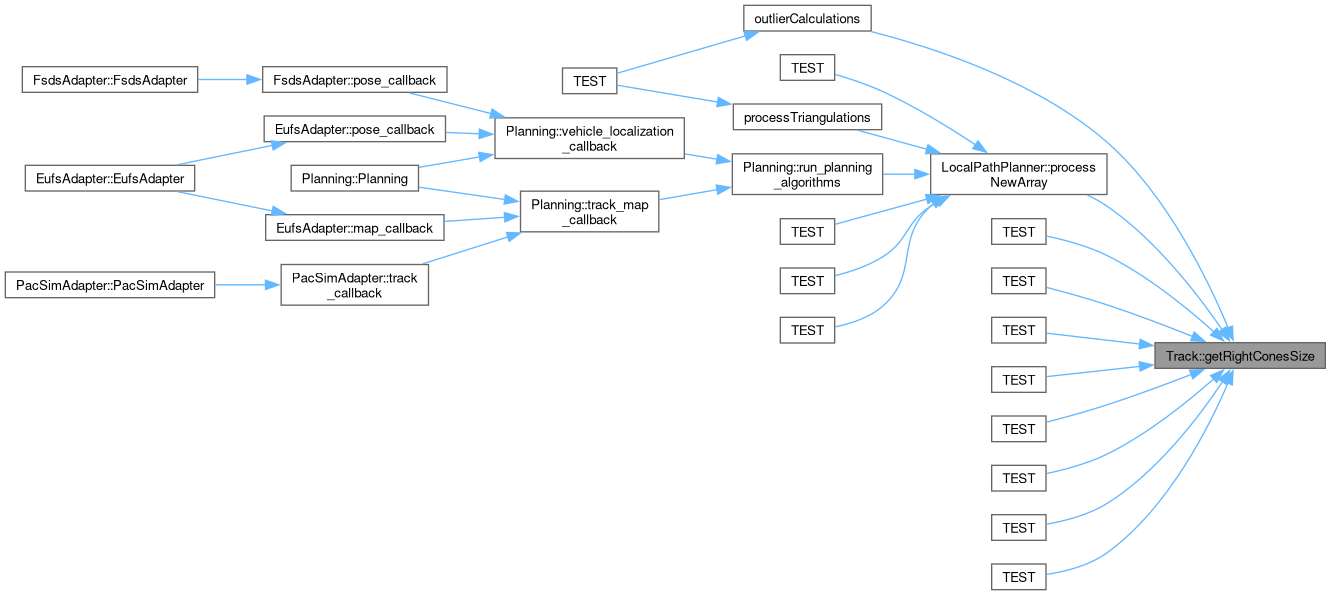 outlierCalculations
TEST
FsdsAdapter::FsdsAdapter
FsdsAdapter::pose_callback
TEST
processTriangulations
EufsAdapter::pose_callback
Planning::vehicle_localization
_callback
EufsAdapter::EufsAdapter
Planning::Planning
Planning::run_planning
_algorithms
LocalPathPlanner::process
NewArray
Planning::track_map
_callback
EufsAdapter::map_callback
TEST
TEST
PacSimAdapter::PacSimAdapter
PacSimAdapter::track
_callback
TEST
TEST
TEST
TEST
Track::getRightConesSize
TEST
TEST
TEST
TEST
TEST